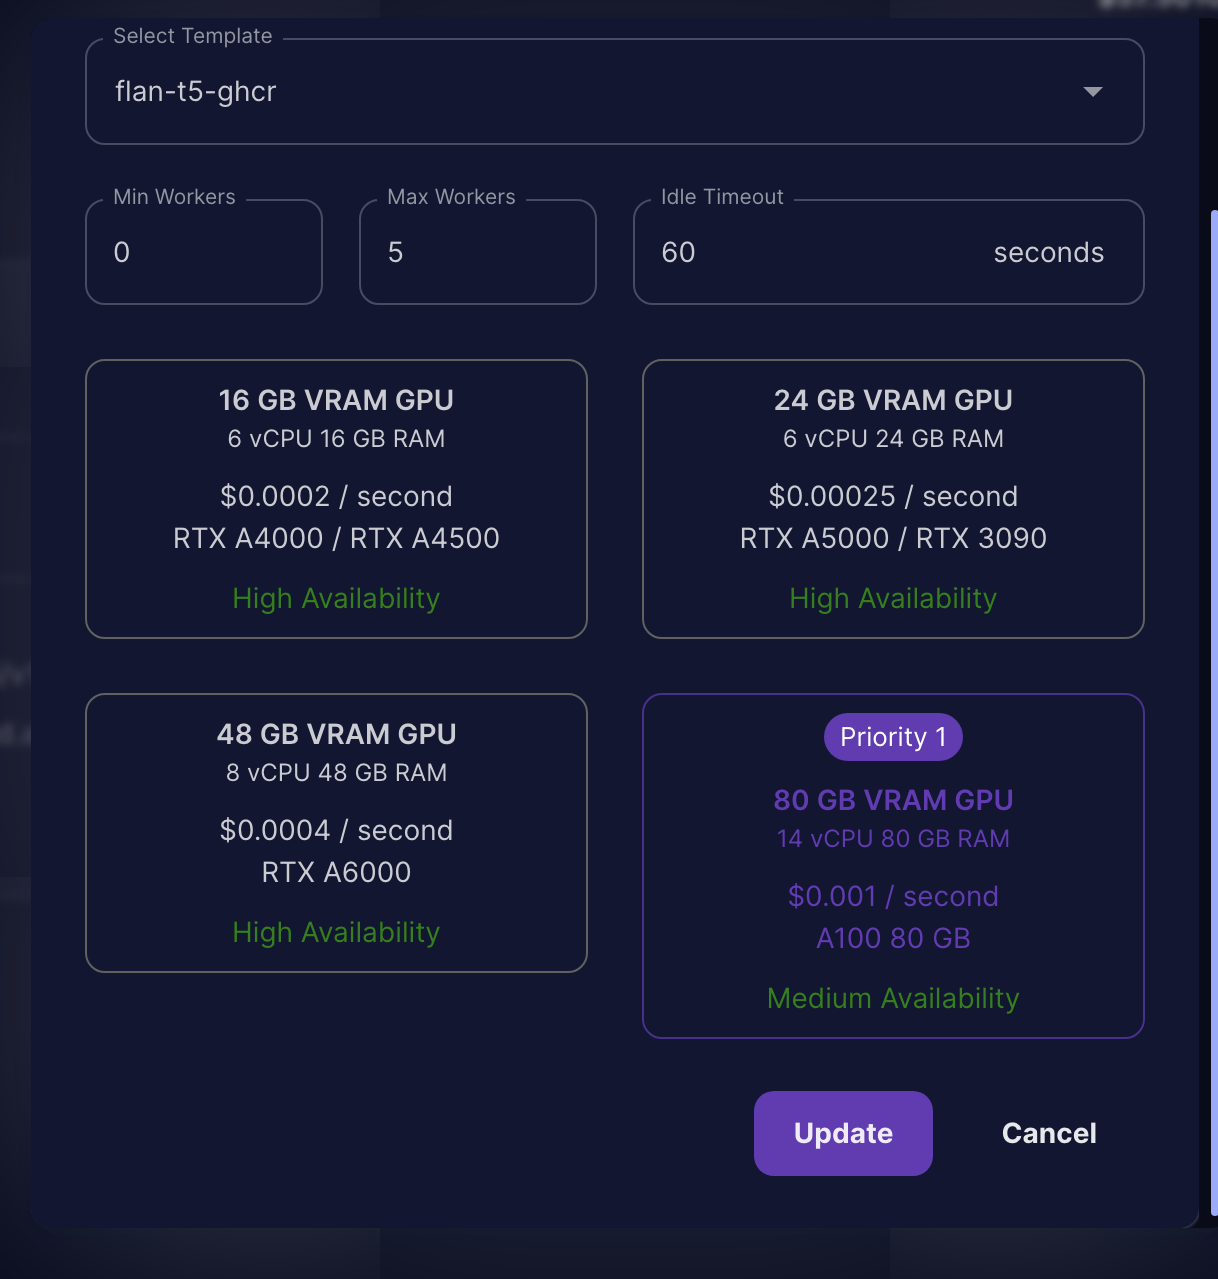 Select Template
flan-t5-ghcr
Min Workers
0
Max Workers
5
Idle Timeout
60 seconds
16 GB VRAM GPU
6 vCPU 16 GB RAM
$0.0002 / second
RTX A4000 / RTX A4500
High Availability
24 GB VRAM GPU
6 vCPU 24 GB RAM
$0.00025 / second
RTX A5000 / RTX 3090
High Availability
48 GB VRAM GPU
8 vCPU 48 GB RAM
$0.0004 / second
RTX A6000
High Availability
Priority 1
80 GB VRAM GPU
14 vCPU 80 GB RAM
$0.001 / second
A100 80 GB
Medium Availability
Update
Cancel